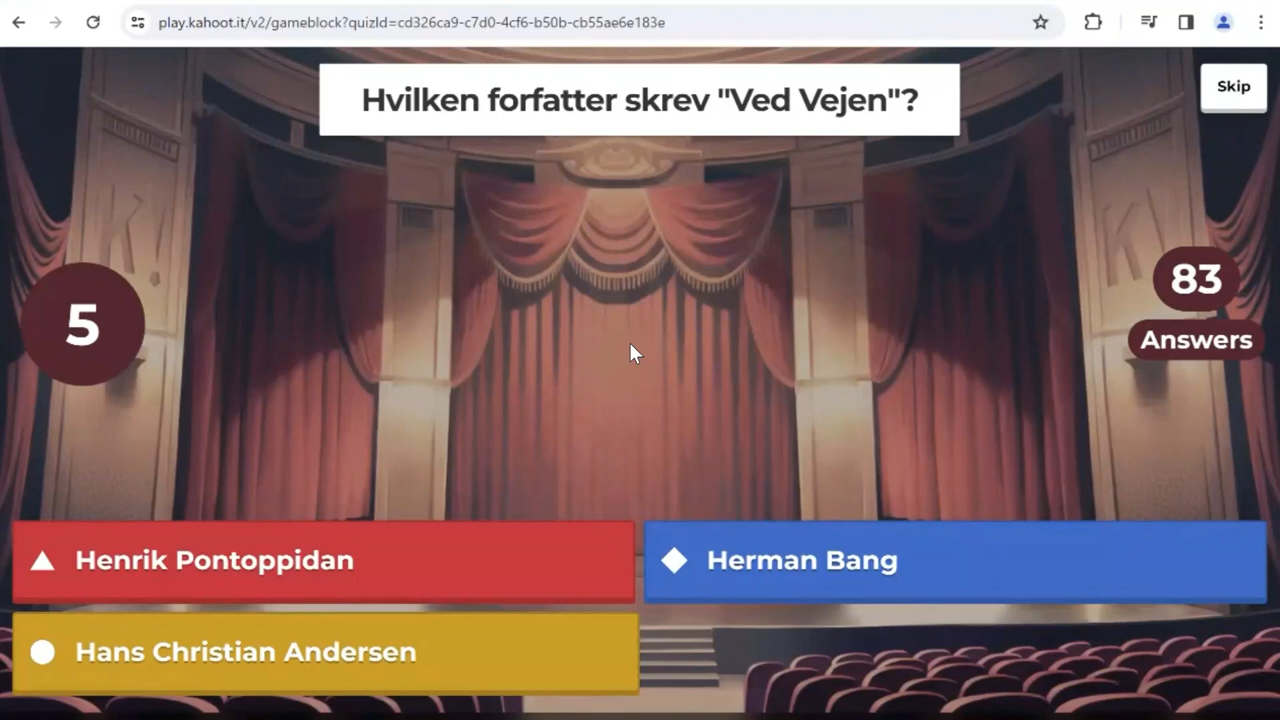 play.kahoot.it/v2/gameblock?quizId=cd326ca9-c7d0-4cf6-b50b-cb55ae6e183e
Hvilken forfatter skrev "Ved Vejen"?
Skip
K!
K!
5
83
Answers
Henrik Pontoppidan
Herman Bang
Hans Christian Andersen